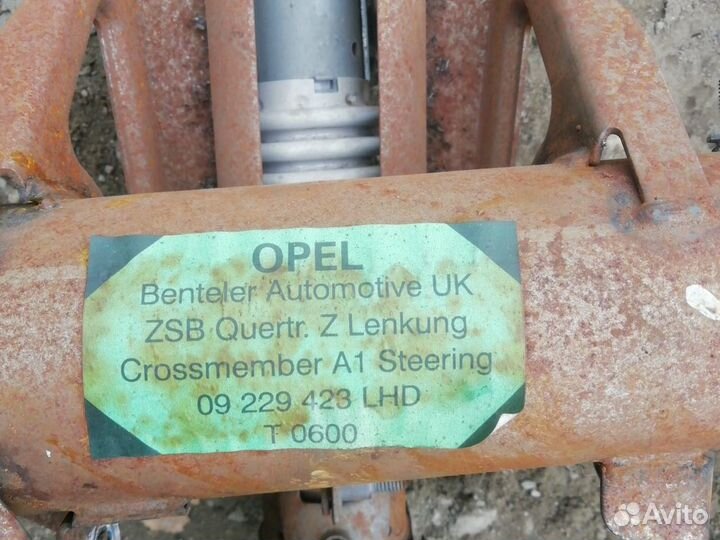 OPEL
Benteler Automotive UK
ZSB Quertr. Z Lenkung
Crossmember A1 Steering
09 229 423 LHD
T 0600
Avito